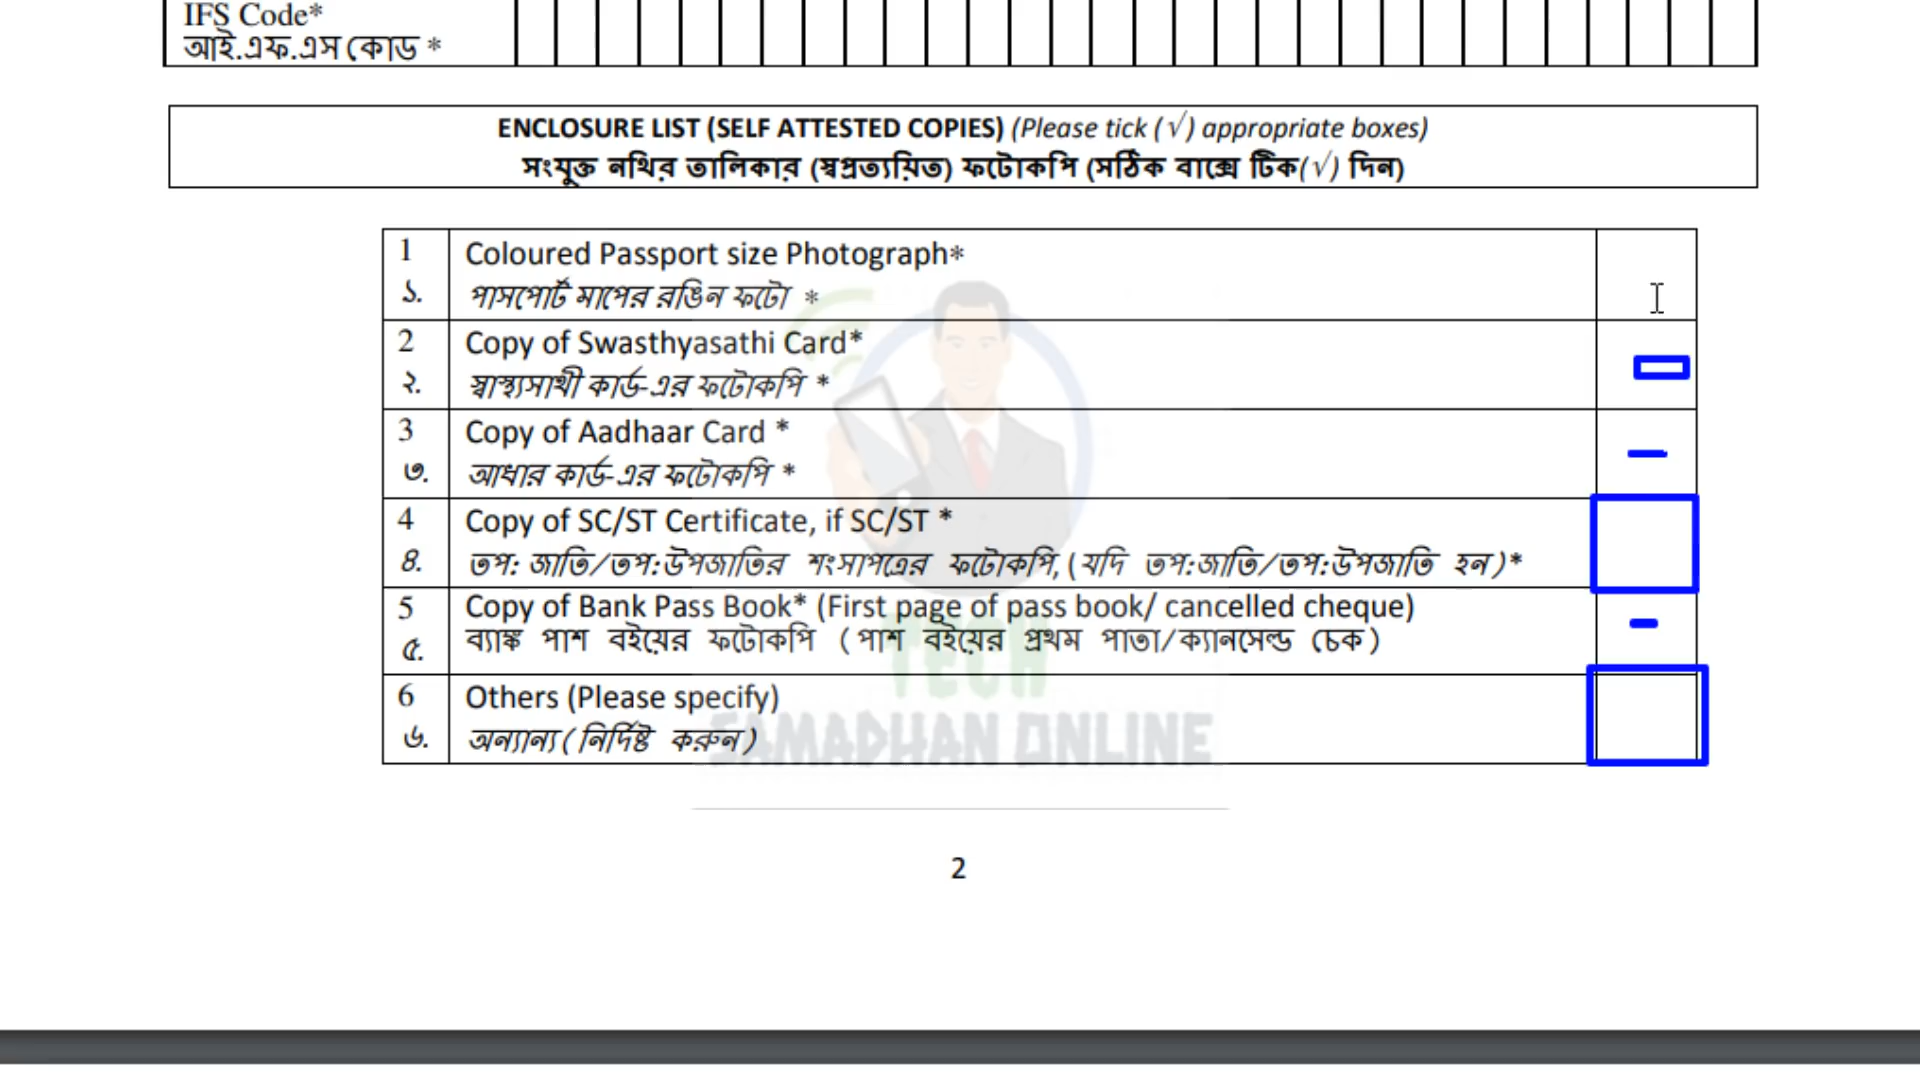 IFS Code*
আই.এফ.এস কোড *
ENCLOSURE LIST (SELF ATTESTED COPIES) (Please tick (√) appropriate boxes)
সংযুক্ত নথির তালিকার (স্বপ্রত্যয়িত) ফটোকপি (সঠিক বাক্সে টিক(√) দিন)
1 Coloured Passport size Photograph*
১. পাসপোর্ট মাপের রঙিন ফটো *
2 Copy of Swasthyasathi Card*
২. স্বাস্থ্যসাথী কার্ড-এর ফটোকপি *
3 Copy of Aadhaar Card *
৩. আধার কার্ড-এর ফটোকপি *
4 Copy of SC/ST Certificate, if SC/ST *
৪. তপ: জাতি/তপ:উপজাতির শংসাপত্রের ফটোকপি, (যদি তপ:জাতি/তপ:উপজাতি হন)*
5 Copy of Bank Pass Book* (First page of pass book/ cancelled cheque)
৫. ব্যাঙ্ক পাশ বইয়ের ফটোকপি (পাশ বইয়ের প্রথম পাতা/ক্যানসেল্ড চেক)
6 Others (Please specify)
৬. অন্যান্য(নির্দিষ্ট করুন)
TECH
SAMADHAN ONLINE
2